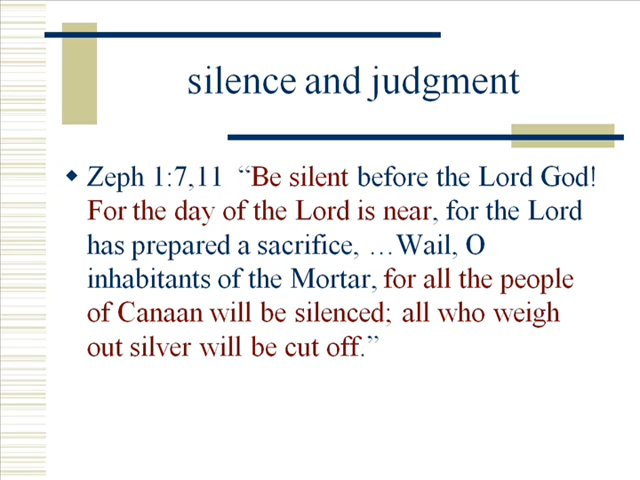 silence and judgment
Zeph 1:7,11 “Be silent before the Lord God!
For the day of the Lord is near, for the Lord
has prepared a sacrifice, …Wail, O
inhabitants of the Mortar, for all the people
of Canaan will be silenced; all who weigh
out silver will be cut off.”